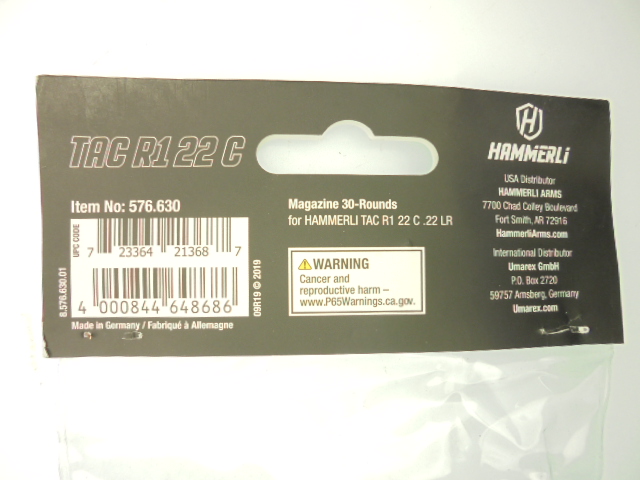 TAC R1 22 C
Item No: 576.630
UPC CODE
7 23364 21368 7
4 000844 648686
8.576.630.01
09R19 © 2019
Made in Germany / Fabriqué à Allemagne
Magazine 30-Rounds
for HAMMERLI TAC R1 22 C .22 LR
WARNING
Cancer and
reproductive harm –
www.P65Warnings.ca.gov.
H
HAMMERLI
USA Distributor
HAMMERLI ARMS
7700 Chad Colley Boulevard
Fort Smith, AR 72916
HammerliArms.com
International Distributor
Umarex GmbH
P.O. Box 2720
59757 Arnsberg, Germany
Umarex.com